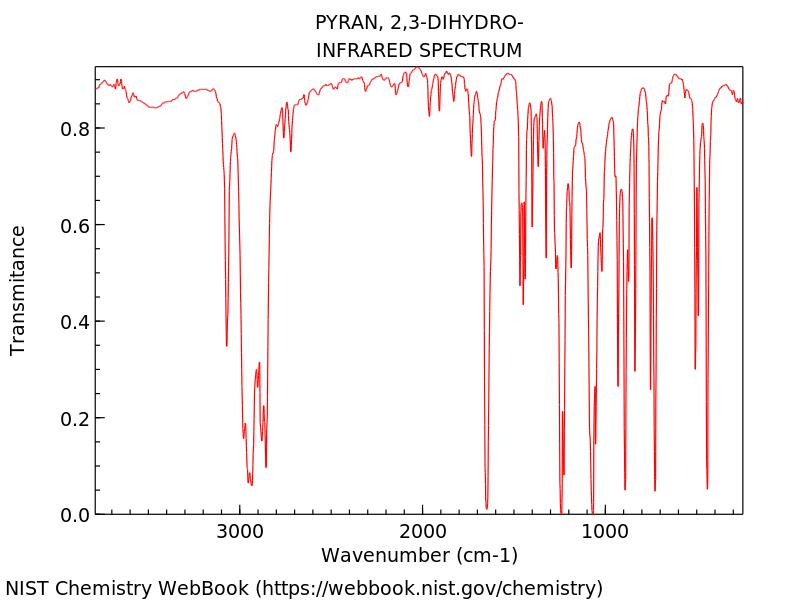 PYRAN, 2,3-DIHYDRO-
INFRARED SPECTRUM
0.8
0.6
0.4
0.2
0.0
Transmitance
3000 2000 1000
Wavenumber (cm-1)
NIST Chemistry WebBook (https://webbook.nist.gov/chemistry)